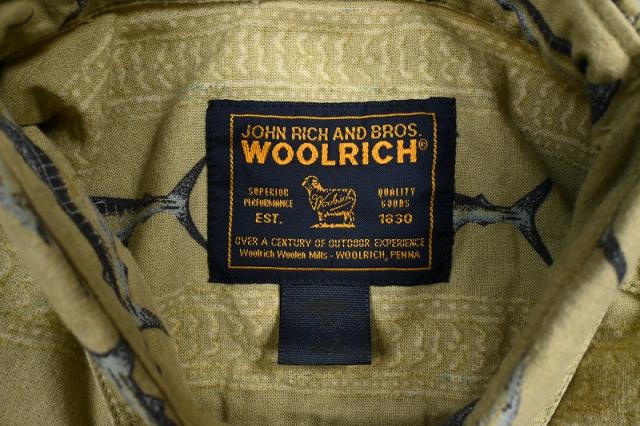 JOHN RICH AND BROS.
WOOLRICH®
SUPERIOR PERFORMANCE
EST.
Woolrich
QUALITY GOODS
1830
OVER A CENTURY OF OUTDOOR EXPERIENCE
Woolrich Woolen Mills - WOOLRICH, PENNA